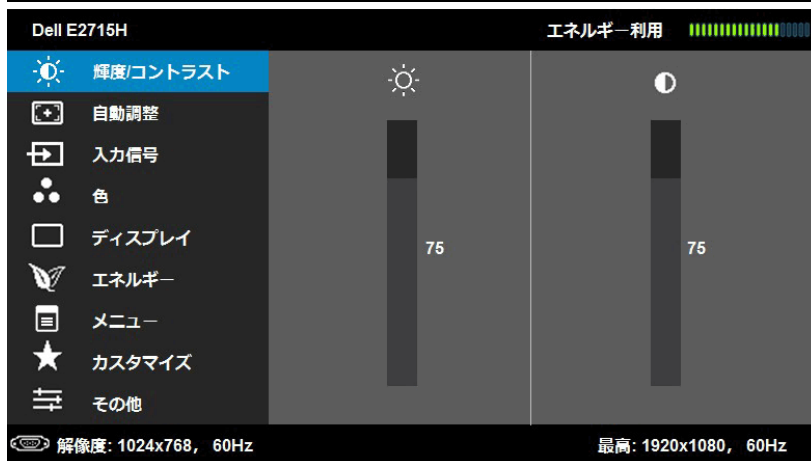 Dell E2715H エネルギー利用
輝度/コントラスト
自動調整
入力信号
色
ディスプレイ
75 75
エネルギー
メニュー
カスタマイズ
その他
解像度: 1024x768, 60Hz 最高: 1920x1080, 60Hz